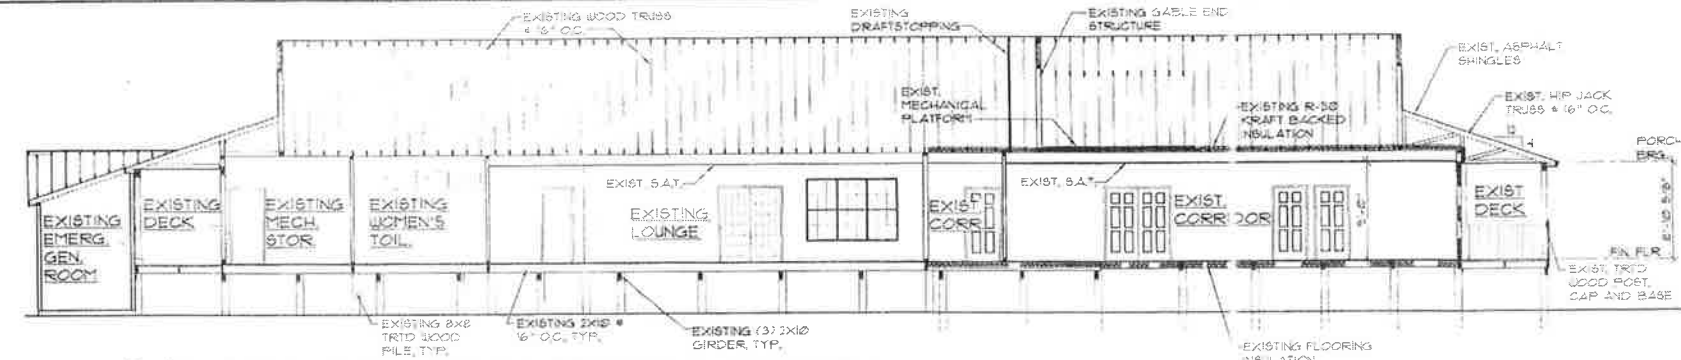 EXISTING WOOD TRUSS
@ 16" O.C.
EXISTING
DRAFTSTOPPING
EXISTING GABLE END
STRUCTURE
EXIST. ASPHALT
SHINGLES
EXIST.
MECHANICAL
PLATFORM
EXISTING R-30
KRAFT BACKED
INSULATION
EXIST. HIP JACK
TRUSS @ 16" O.C.
12
4
PORCH
BRG.
EXIST. S.A.T.
EXIST. S.A.T.
EXISTING
EMERG.
GEN.
ROOM
EXISTING
DECK
EXISTING
MECH.
STOR.
EXISTING
WOMEN'S
TOIL.
EXISTING
LOUNGE
EXIST.
CORR.
EXIST.
CORRIDOR
EXIST
DECK
FIN. FLR
EXIST. TRTD
WOOD POST,
CAP AND BASE
EXISTING 8X8
TRTD WOOD
PILE, TYP.
EXISTING 2X10 @
16" O.C. TYP.
EXISTING (3) 2X10
GIRDER, TYP.
EXISTING FLOORING
INSULATION